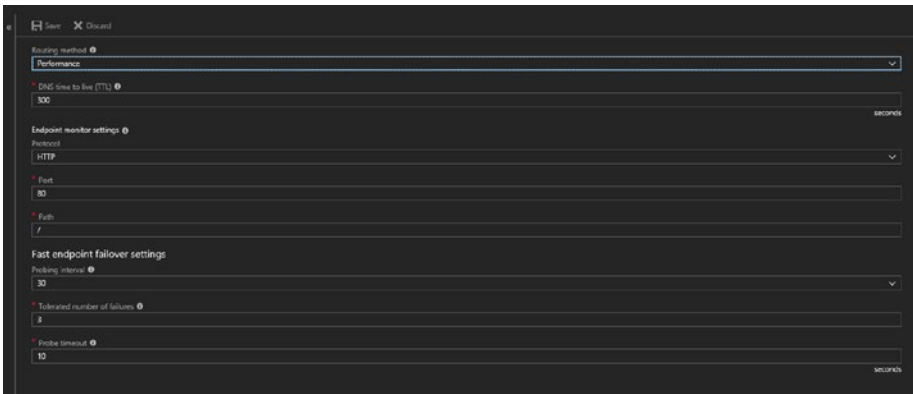 «
Save Discard
Routing method
Performance
* DNS time to live (TTL)
300
seconds
Endpoint monitor settings
Protocol
HTTP
* Port
80
* Path
/
Fast endpoint failover settings
Probing interval
30
* Tolerated number of failures
3
* Probe timeout
10
seconds